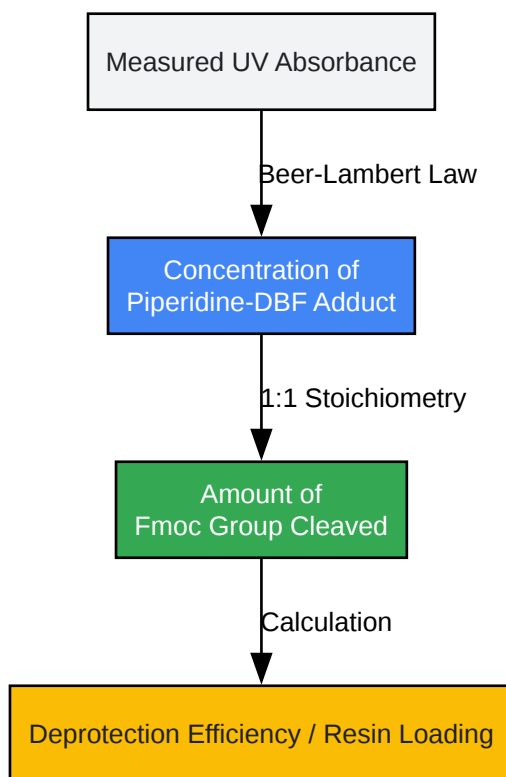 Measured UV Absorbance
Beer-Lambert Law
Concentration of
Piperidine-DBF Adduct
1:1 Stoichiometry
Amount of
Fmoc Group Cleaved
Calculation
Deprotection Efficiency / Resin Loading